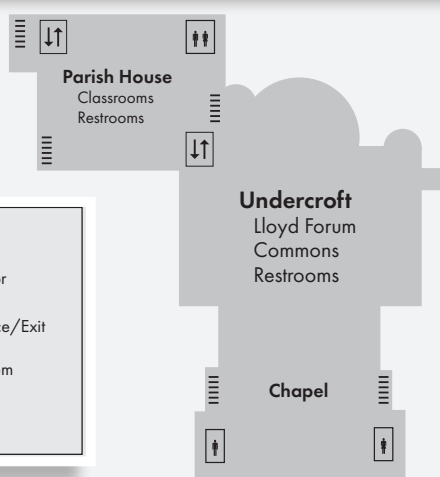 Parish House
Classrooms
Restrooms
Undercroft
Lloyd Forum
Commons
Restrooms
Chapel
/Exit